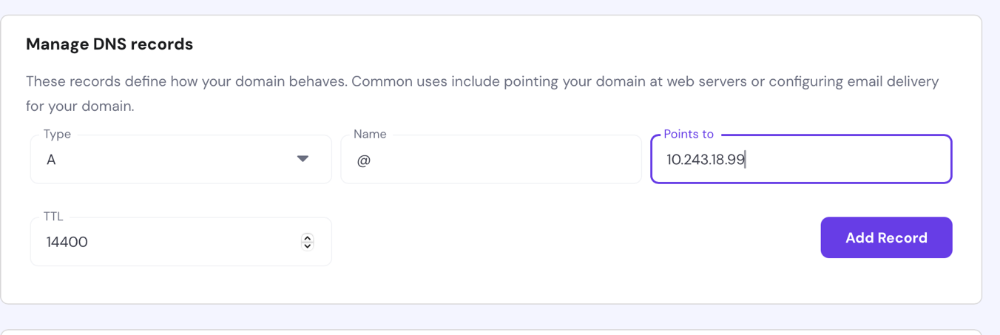 Manage DNS records
These records define how your domain behaves. Common uses include pointing your domain at web servers or configuring email delivery
for your domain.
Type
A
Name
@
Points to
10.243.18.99
TTL
14400
Add Record